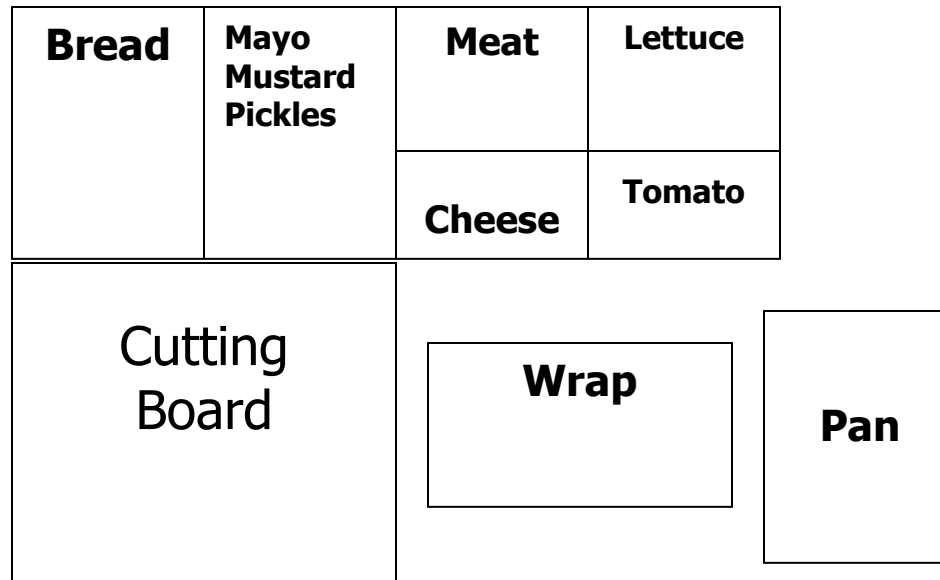 Bread
Mayo
Mustard
Pickles
Meat
Lettuce
Cheese
Tomato
Cutting
Board
Wrap
Pan